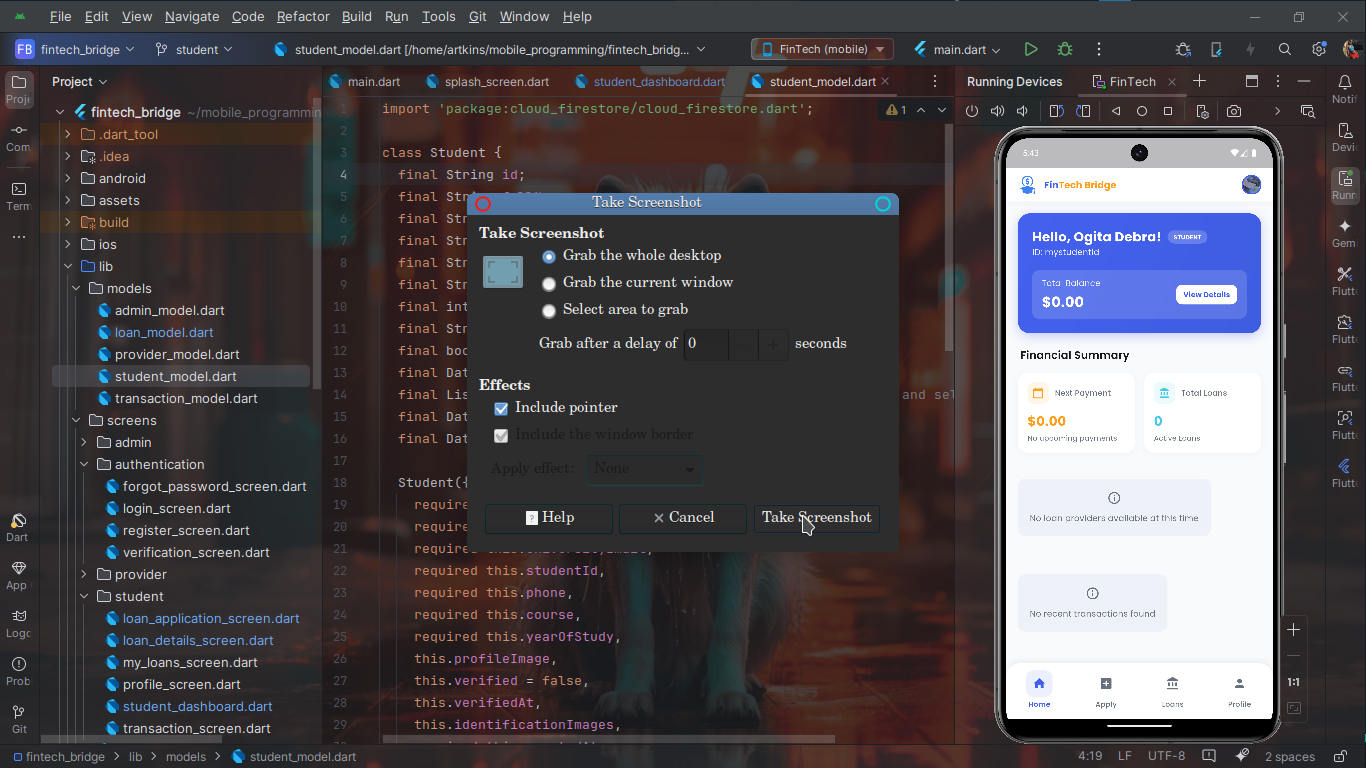 File Edit View Navigate Code Refactor Build Run Tools Git Window Help
FB fintech_bridge student student_model.dart [/home/artkins/mobile_programming/fintech_bridg... FinTech (mobile) main.dart
Project
main.dart splash_screen.dart student_dashboard.dart student_model.dart
Running Devices FinTech
fintech_bridge ~/mobile_programmin
.dart_tool
.idea
android
assets
build
ios
lib
models
admin_model.dart
loan_model.dart
provider_model.dart
student_model.dart
transaction_model.dart
screens
admin
authentication
forgot_password_screen.dart
login_screen.dart
register_screen.dart
verification_screen.dart
provider
student
loan_application_screen.dart
loan_details_screen.dart
my_loans_screen.dart
profile_screen.dart
student_dashboard.dart
transaction_screen.dart
Proj
Com
Term
Dart
App
Logc
Prob
Git
1 import 'package:cloud_firestore/cloud_firestore.dart'; 1
2
3 class Student {
4 final String id;
5 final Str
6 final Str
7 final Str
8 final Str
9 final Str
10 final int
11 final Str
12 final boo
13 final Dat
14 final Lis and sel
15 final Dat
16 final Dat
17
18 Student({
19 require
20 require
21 require
22 required this.studentId,
23 required this.phone,
24 required this.course,
25 required this.yearOfStudy,
26 this.profileImage,
27 this.verified = false,
28 this.verifiedAt,
29 this.identificationImages,
Take Screenshot
Take Screenshot
Grab the whole desktop
Grab the current window
Select area to grab
Grab after a delay of 0 - + seconds
Effects
Include pointer
Include the window border
Apply effect: None
Help Cancel Take Screenshot
5:43
FinTech Bridge
Hello, Ogita Debra! STUDENT
ID: mystudentid
Total Balance
$0.00
View Details
Financial Summary
Next Payment
$0.00
No upcoming payments
Total Loans
0
Active Loans
No loan providers available at this time
No recent transactions found
Home Apply Loans Profile
1:1
Notif
Devi
Runn
Gem
Flutt
Flutt
Flutt
Flutt
Flutt
fintech_bridge lib models student_model.dart 4:19 LF UTF-8 2 spaces